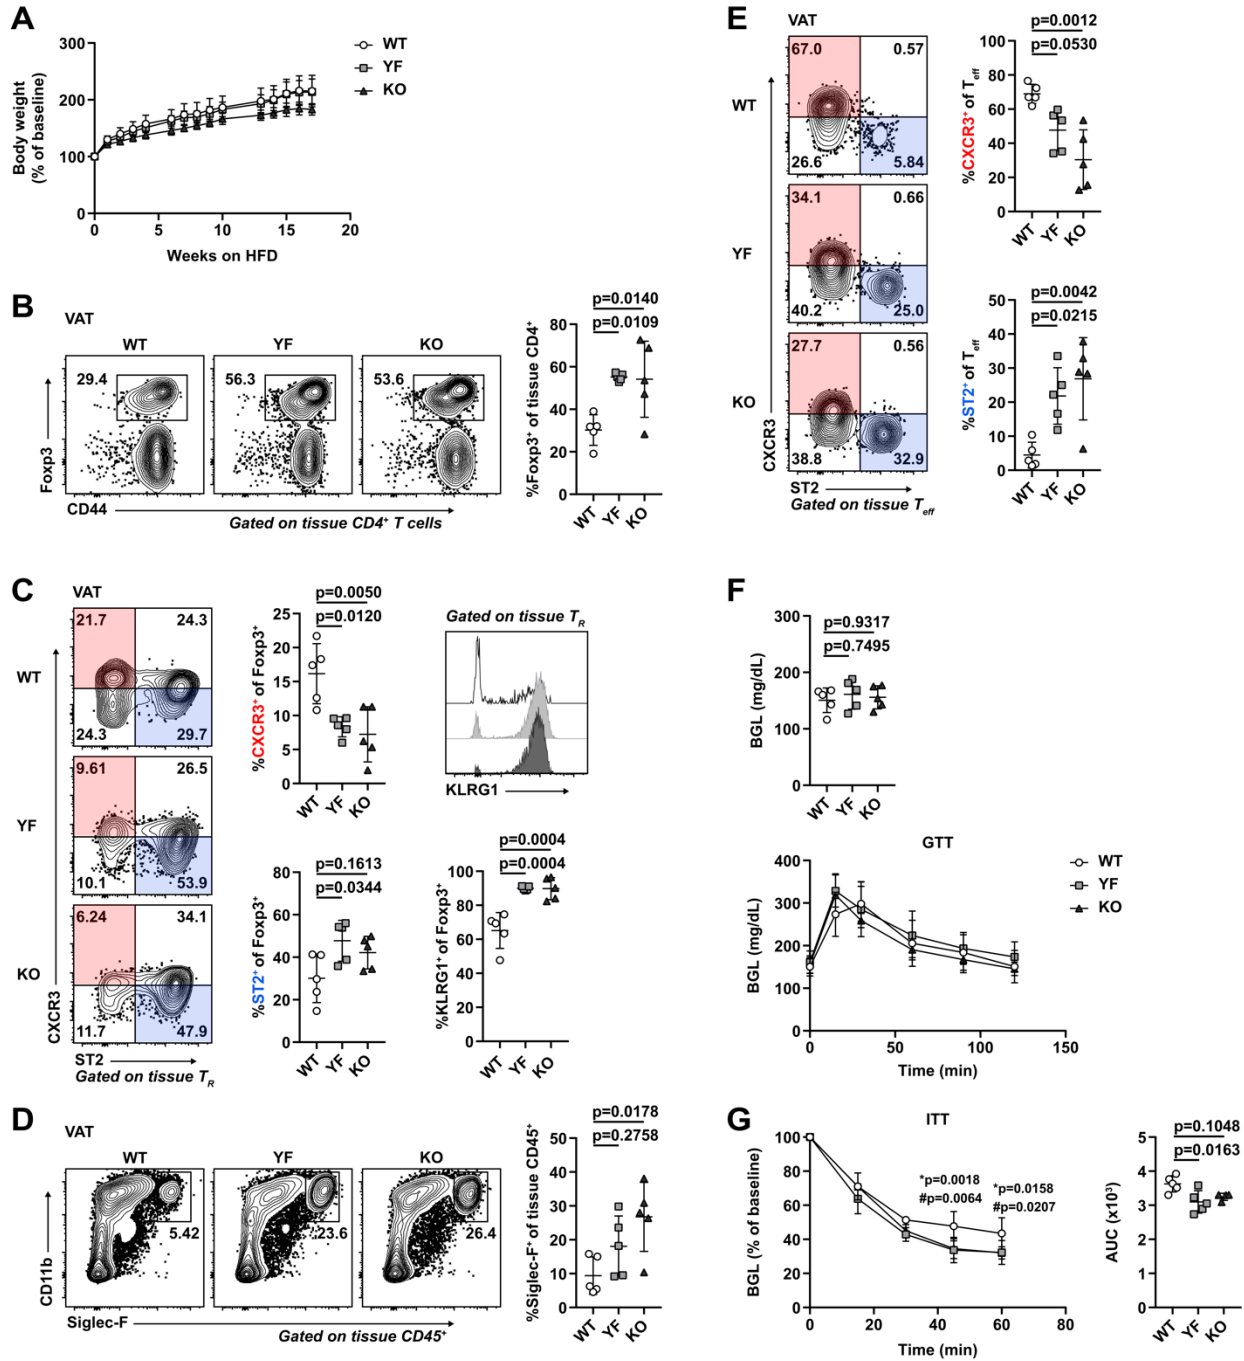 A
300
200
100
0
Body weight
(% of baseline)
0
5
10
15
20
Weeks on HFD
WT
YF
KO
B
VAT
WT
YF
KO
29.4
56.3
53.6
Foxp3
CD44
Gated on tissue CD4⁺ T cells
p=0.0140
p=0.0109
80
60
40
20
0
%Foxp3⁺ of tissue CD4⁺
WT
YF
KO
C
VAT
WT
21.7
24.3
24.3
29.7
YF
9.61
26.5
10.1
53.9
KO
6.24
34.1
11.7
47.9
CXCR3
ST2
Gated on tissue T_R
p=0.0050
p=0.0120
25
20
15
10
5
0
%CXCR3⁺ of Foxp3⁺
WT
YF
KO
p=0.1613
p=0.0344
80
60
40
20
0
%ST2⁺ of Foxp3⁺
WT
YF
KO
Gated on tissue T_R
KLRG1
p=0.0004
p=0.0004
100
80
60
40
20
0
%KLRG1⁺ of Foxp3⁺
WT
YF
KO
D
VAT
WT
YF
KO
5.42
23.6
26.4
CD11b
Siglec-F
Gated on tissue CD45⁺
p=0.0178
p=0.2758
50
40
30
20
10
0
%Siglec-F⁺ of tissue CD45⁺
WT
YF
KO
E
VAT
WT
67.0
0.57
26.6
5.84
YF
34.1
0.66
40.2
25.0
KO
27.7
0.56
38.8
32.9
CXCR3
ST2
Gated on tissue T_eff
p=0.0012
p=0.0530
100
80
60
40
20
0
%CXCR3⁺ of T_eff
WT
YF
KO
p=0.0042
p=0.0215
50
40
30
20
10
0
%ST2⁺ of T_eff
WT
YF
KO
F
300
200
100
0
BGL (mg/dL)
p=0.9317
p=0.7495
WT
YF
KO
GTT
400
300
200
100
0
BGL (mg/dL)
0
50
100
150
Time (min)
WT
YF
KO
G
ITT
100
80
60
40
20
0
BGL (% of baseline)
*p=0.0018
#p=0.0064
*p=0.0158
#p=0.0207
0
20
40
60
80
Time (min)
p=0.1048
p=0.0163
5
4
3
2
1
0
AUC (x10³)
WT
YF
KO